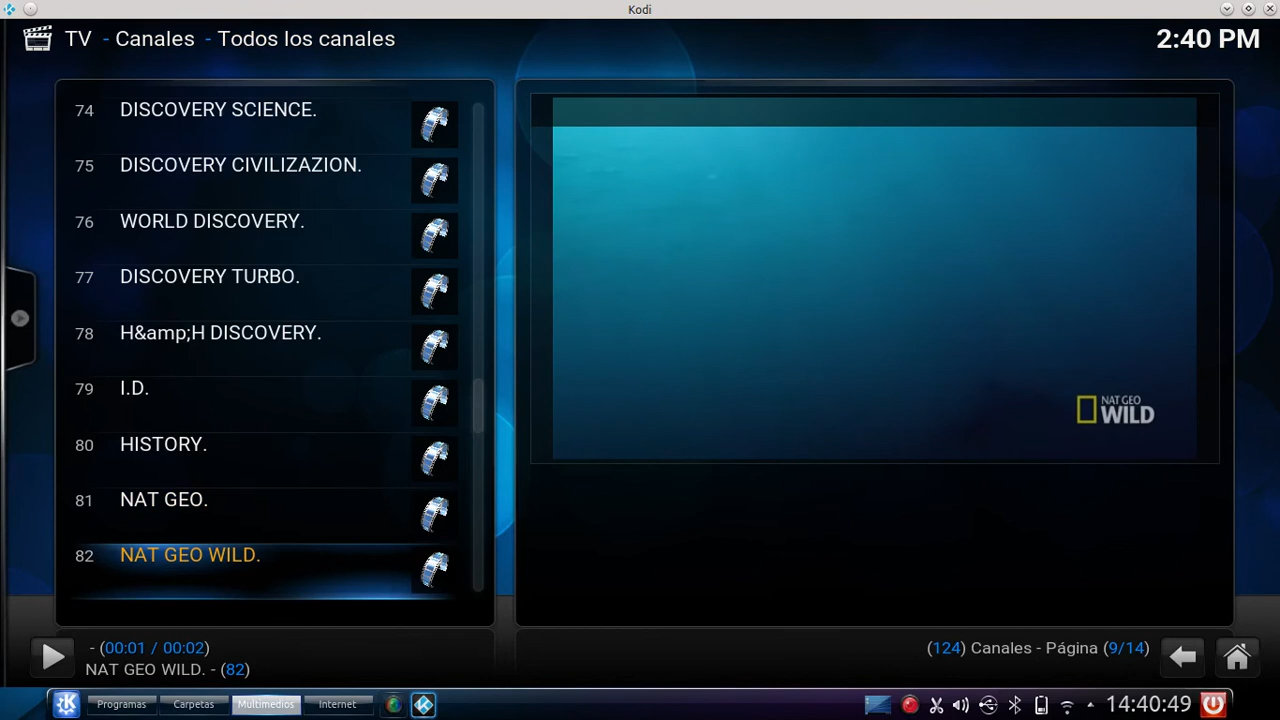 Kodi
TV - Canales - Todos los canales
2:40 PM
74 DISCOVERY SCIENCE.
75 DISCOVERY CIVILIZAZION.
76 WORLD DISCOVERY.
77 DISCOVERY TURBO.
78 H&amp;H DISCOVERY.
79 I.D.
80 HISTORY.
81 NAT GEO.
82 NAT GEO WILD.
NAT GEO
WILD
- (00:01 / 00:02)
NAT GEO WILD. - (82)
(124) Canales - Página (9/14)
Programas Carpetas Multimedios Internet
14:40:49